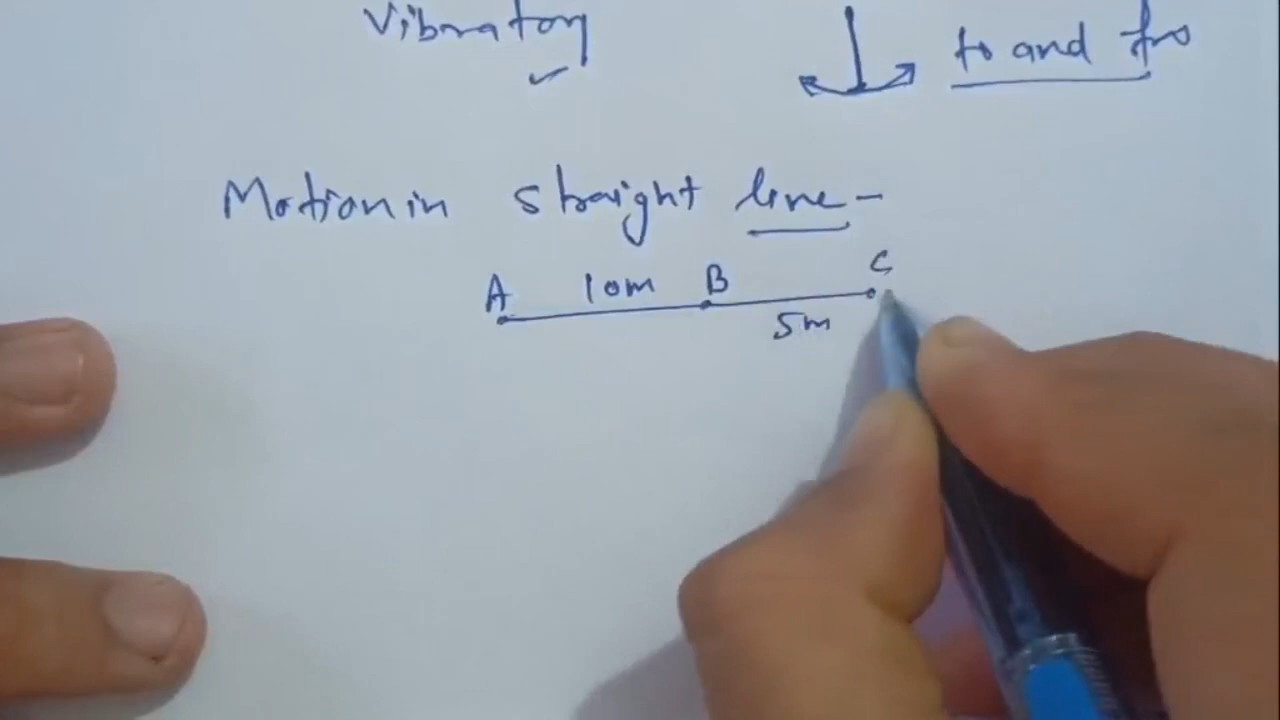 Vibratory
to and fro
Motion in straight line-
A 10m B C
5m